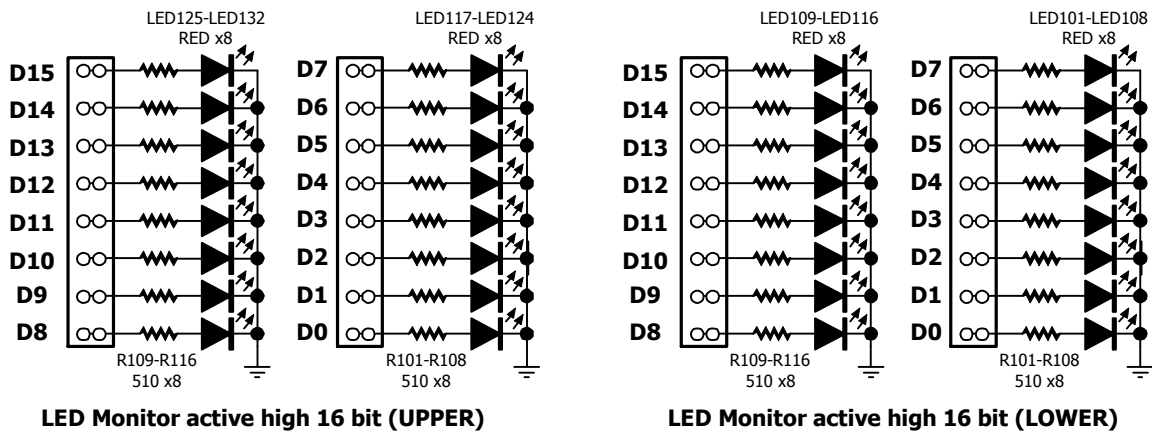 LED125-LED132
RED x8
D15
D14
D13
D12
D11
D10
D9
D8
R109-R116
510 x8
LED117-LED124
RED x8
D7
D6
D5
D4
D3
D2
D1
D0
R101-R108
510 x8
LED Monitor active high 16 bit (UPPER)
LED109-LED116
RED x8
D15
D14
D13
D12
D11
D10
D9
D8
R109-R116
510 x8
LED101-LED108
RED x8
D7
D6
D5
D4
D3
D2
D1
D0
R101-R108
510 x8
LED Monitor active high 16 bit (LOWER)